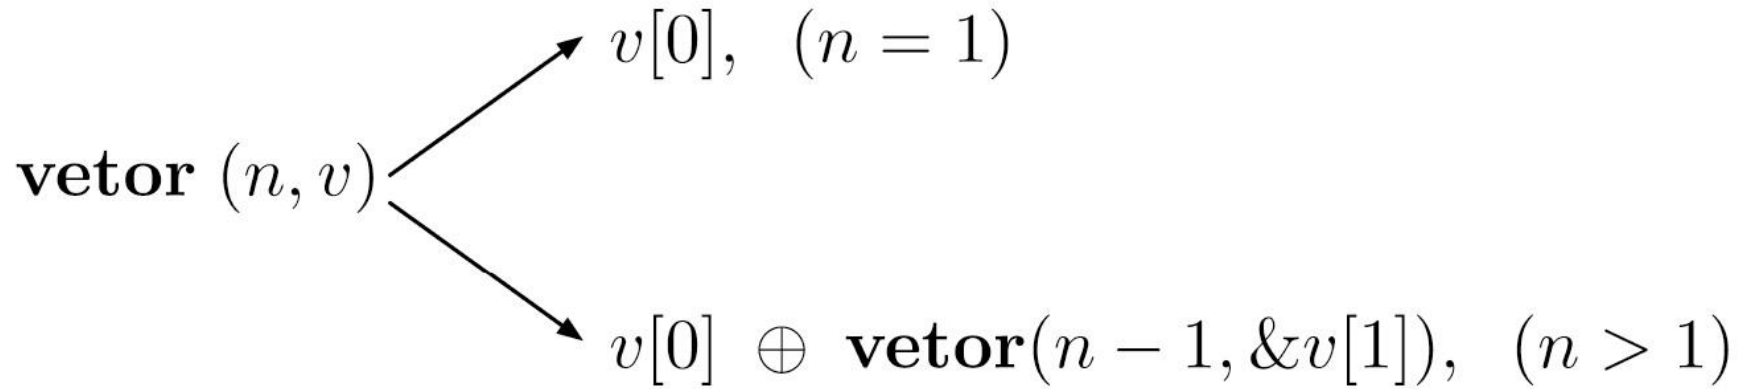 v[0], (n = 1)
vetor (n, v)
v[0] ⊕ vetor(n − 1, &v[1]), (n > 1)